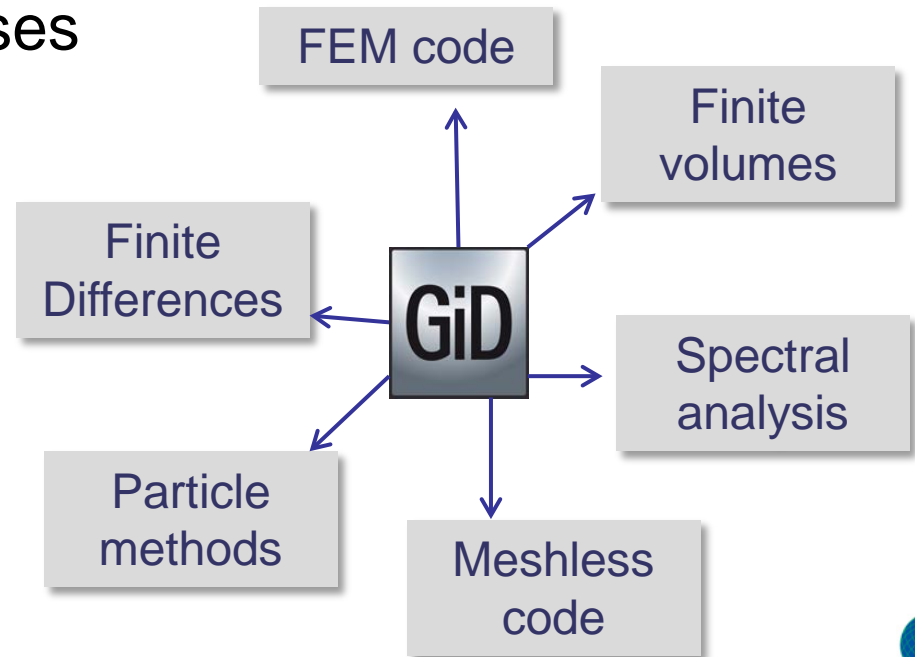 ses
FEM code
Finite
volumes
Finite
Differences
GiD
Spectral
analysis
Particle
methods
Meshless
code